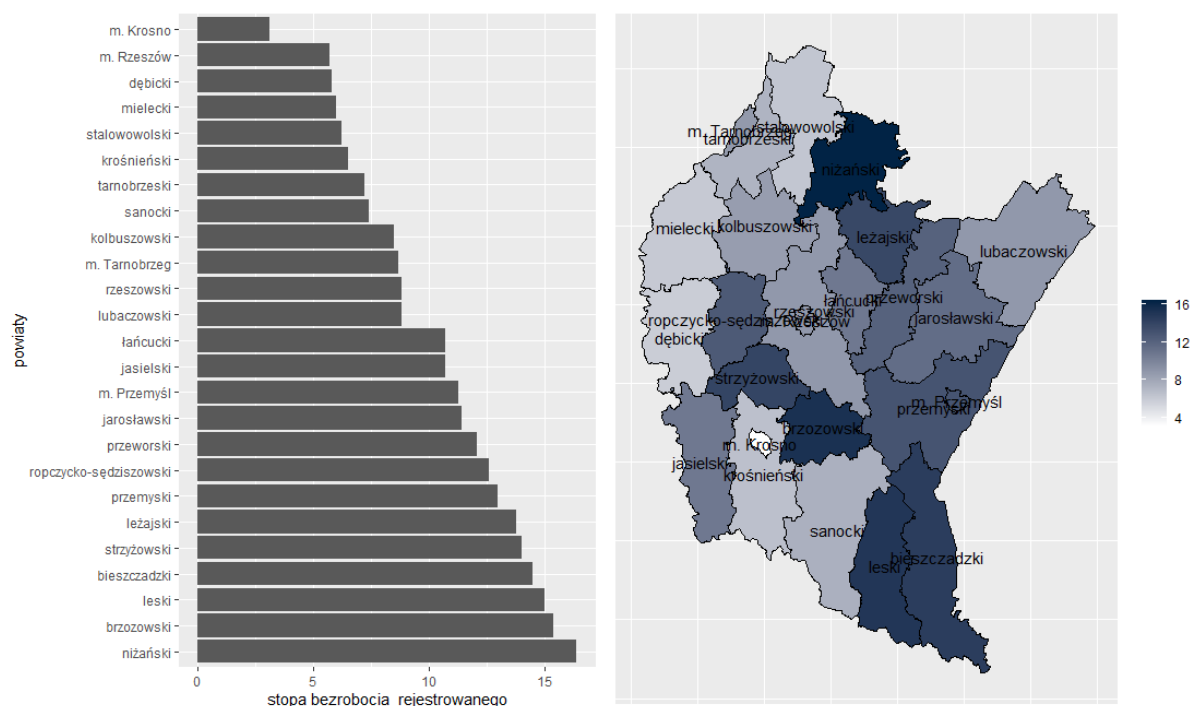 m. Krosno
m. Rzeszów
dębicki
mielecki
stalowowolski
krośnieński
tarnobrzeski
sanocki
kolbuszowski
m. Tarnobrzeg
rzeszowski
lubaczowski
łańcucki
jasielski
m. Przemyśl
jarosławski
przeworski
ropczycko-sędziszowski
przemyski
leżajski
strzyżowski
bieszczadzki
leski
brzozowski
niżański
powiaty
0 5 10 15
stopa bezrobocia rejestrowanego
stalowowolski
m. Tarnobrzeg
tarnobrzeski
niżański
mielecki
kolbuszowski
leżajski
lubaczowski
przeworski
łańcucki
rzeszowski
jarosławski
ropczycko-sędziszowski
m. Rzeszów
dębicki
strzyżowski
m. Przemyśl
przemyski
brzozowski
m. Krosno
jasielski
krośnieński
sanocki
bieszczadzki
leski
16
12
8
4